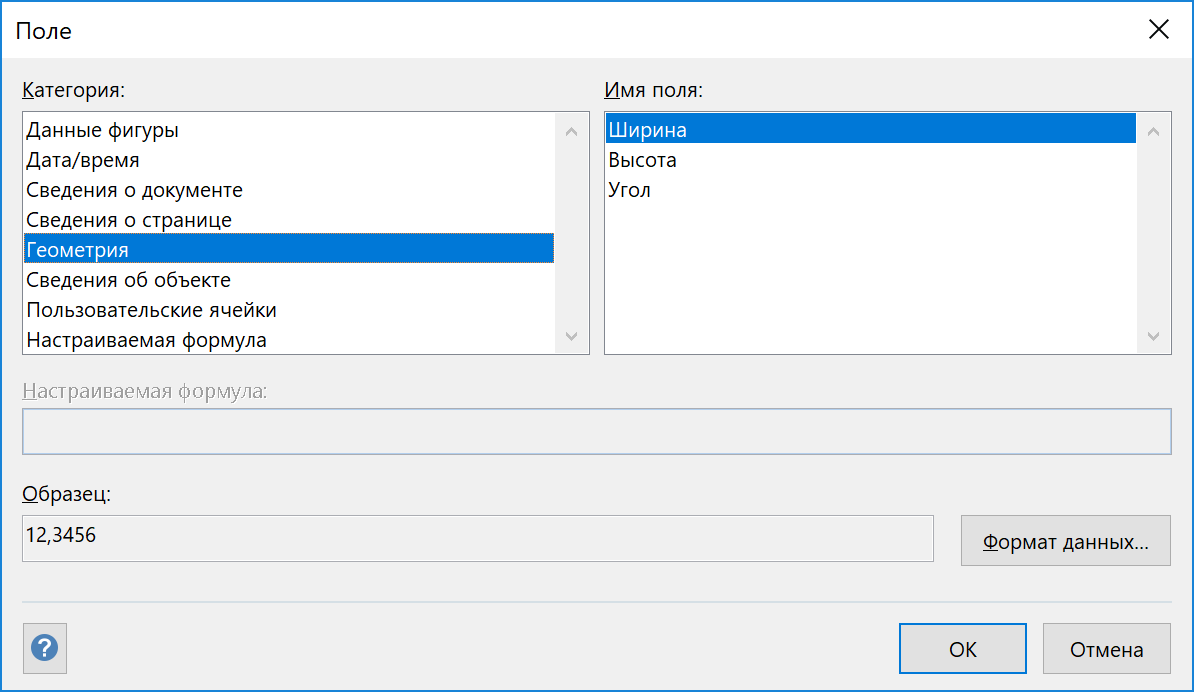 Поле
Категория:
Данные фигуры
Дата/время
Сведения о документе
Сведения о странице
Геометрия
Сведения об объекте
Пользовательские ячейки
Настраиваемая формула
Имя поля:
Ширина
Высота
Угол
Настраиваемая формула:
Образец:
12,3456
Формат данных...
?
ОК
Отмена